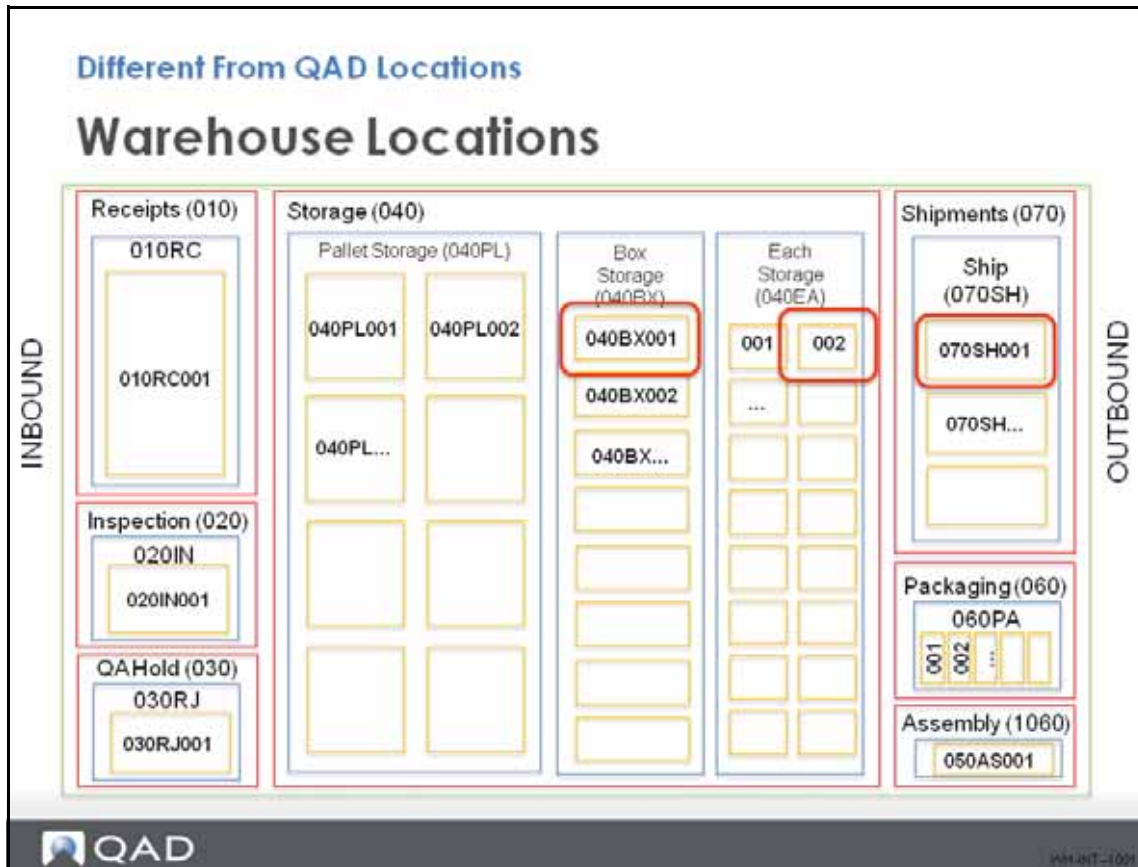 Different From QAD Locations
Warehouse Locations
INBOUND
Receipts (010)
010RC
010RC001
Inspection (020)
020IN
020IN001
QAHold (030)
030RJ
030RJ001
Storage (040)
Pallet Storage (040PL)
040PL001
040PL002
040PL...
Box
Storage
(040BX)
040BX001
040BX002
040BX...
Each
Storage
(040EA)
001
002
...
Shipments (070)
Ship
(070SH)
070SH001
070SH...
Packaging (060)
060PA
001
002
...
Assembly (1060)
050AS001
OUTBOUND
QAD